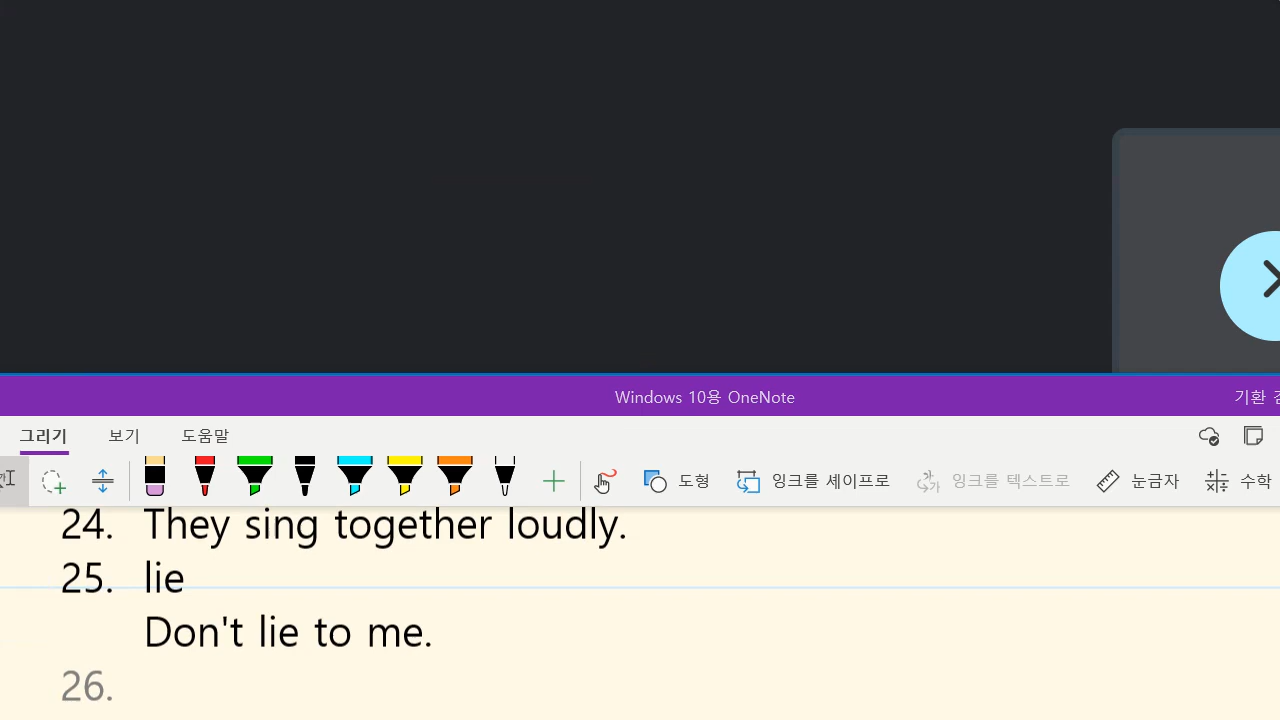 Windows 10용 OneNote
기환
그리기 보기 도움말
도형 잉크를 셰이프로 잉크를 텍스트로 눈금자 수학
24. They sing together loudly.
25. lie
Don't lie to me.
26.